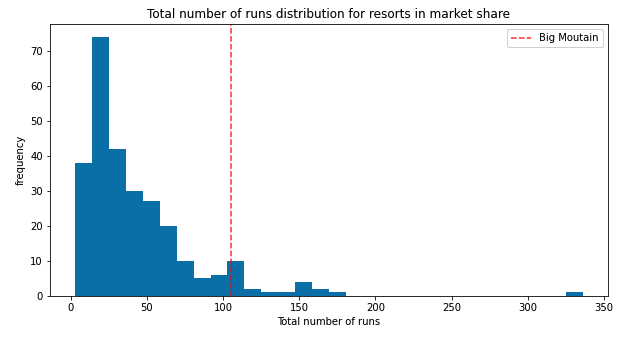 Total number of runs distribution for resorts in market share
Big Moutain
frequency
70
60
50
40
30
20
10
0
0 50 100 150 200 250 300 350
Total number of runs